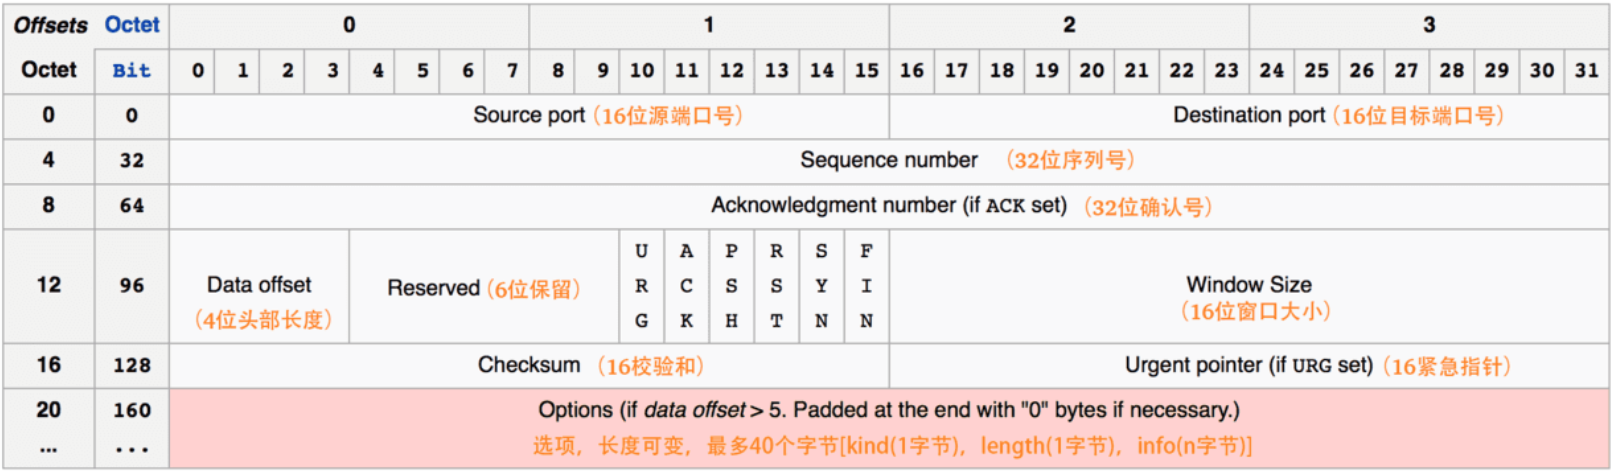 Offsets Octet 0 1 2 3
Octet Bit 0 1 2 3 4 5 6 7 8 9 10 11 12 13 14 15 16 17 18 19 20 21 22 23 24 25 26 27 28 29 30 31
0 0 Source port（16位源端口号） Destination port（16位目标端口号）
4 32 Sequence number （32位序列号）
8 64 Acknowledgment number (if ACK set) （32位确认号）
12 96 Data offset （4位头部长度） Reserved（6位保留） URG ACK PSH RST SYN FIN Window Size （16位窗口大小）
16 128 Checksum （16校验和） Urgent pointer (if URG set)（16紧急指针）
20 160 Options (if data offset > 5. Padded at the end with "0" bytes if necessary.)
... ... 选项，长度可变，最多40个字节[kind(1字节)，length(1字节)，info(n字节)]